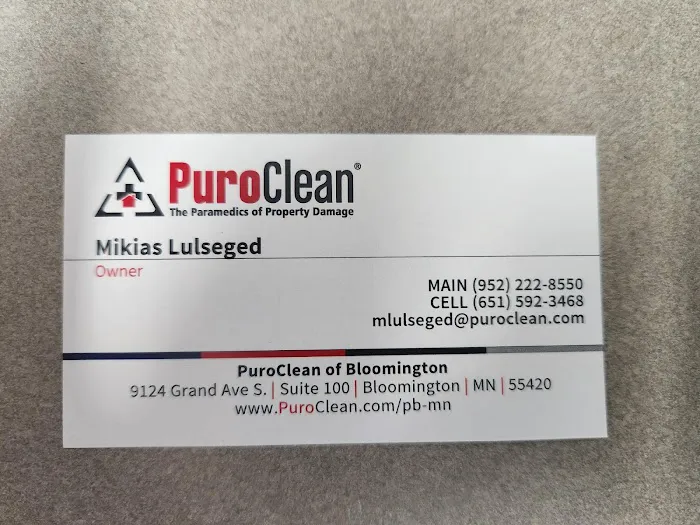 PuroClean®
The Paramedics of Property Damage
Mikias Lulseged
Owner
MAIN (952) 222-8550
CELL (651) 592-3468
mlulseged@puroclean.com
PuroClean of Bloomington
9124 Grand Ave S. | Suite 100 | Bloomington | MN | 55420
www.PuroClean.com/pb-mn